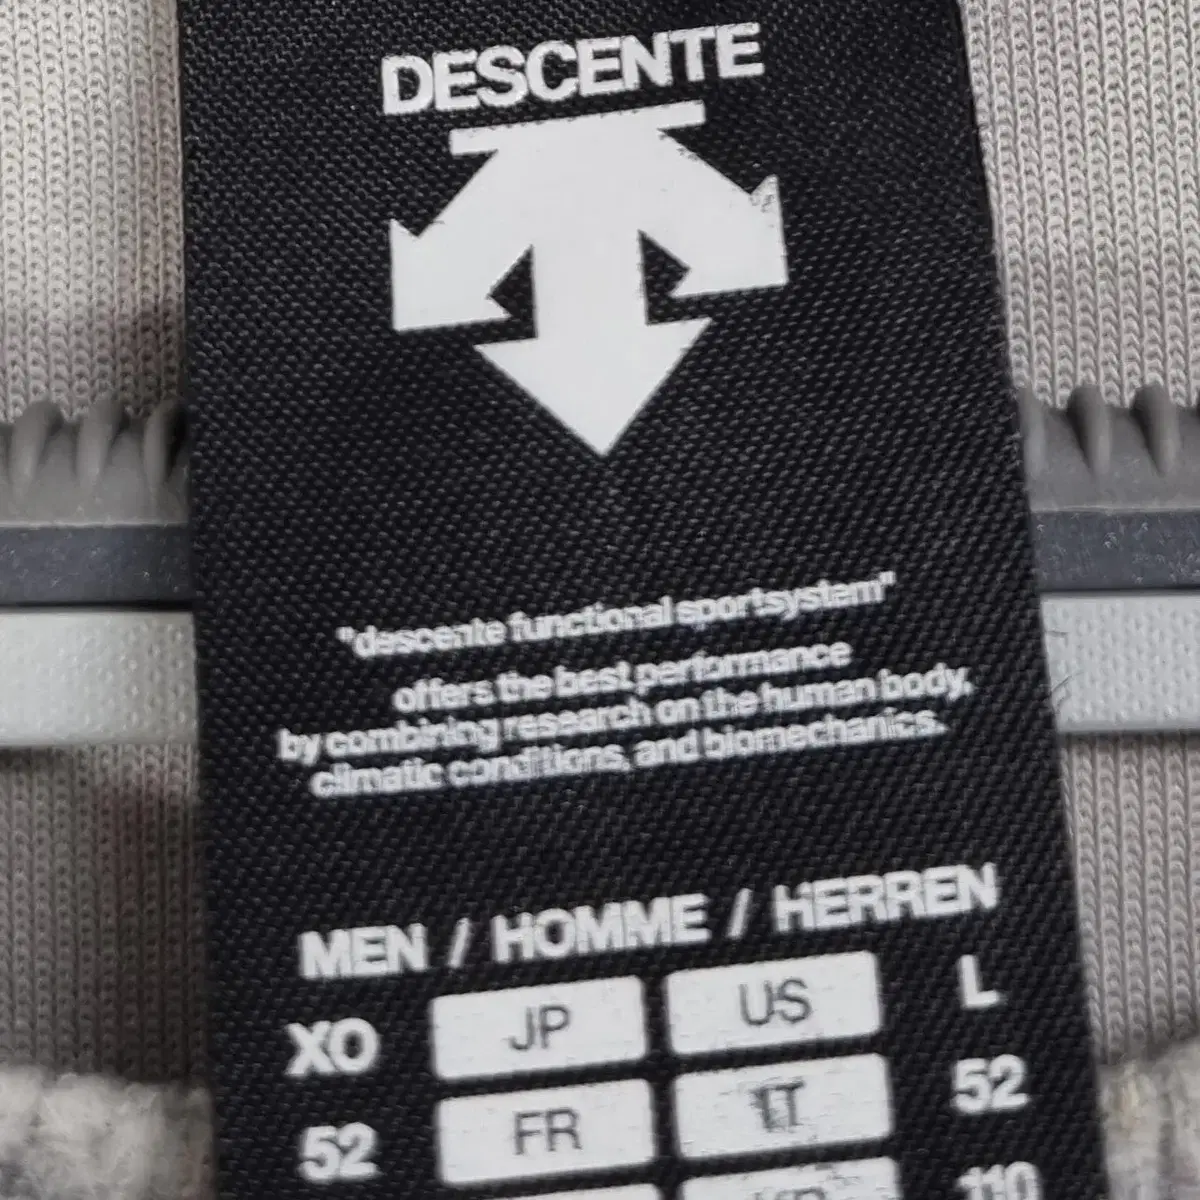 DESCENTE
"descente functional sportsystem"
offers the best performance
by combining research on the human body,
climatic conditions, and biomechanics.
MEN / HOMME / HERREN
XO JP US L
52 FR IT 52
110